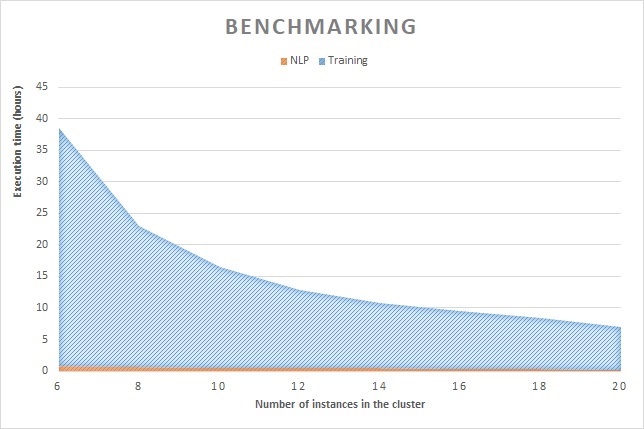 BENCHMARKING
NLP Training
Execution time (hours)
45
40
35
30
25
20
15
10
5
0
6 8 10 12 14 16 18 20
Number of instances in the cluster